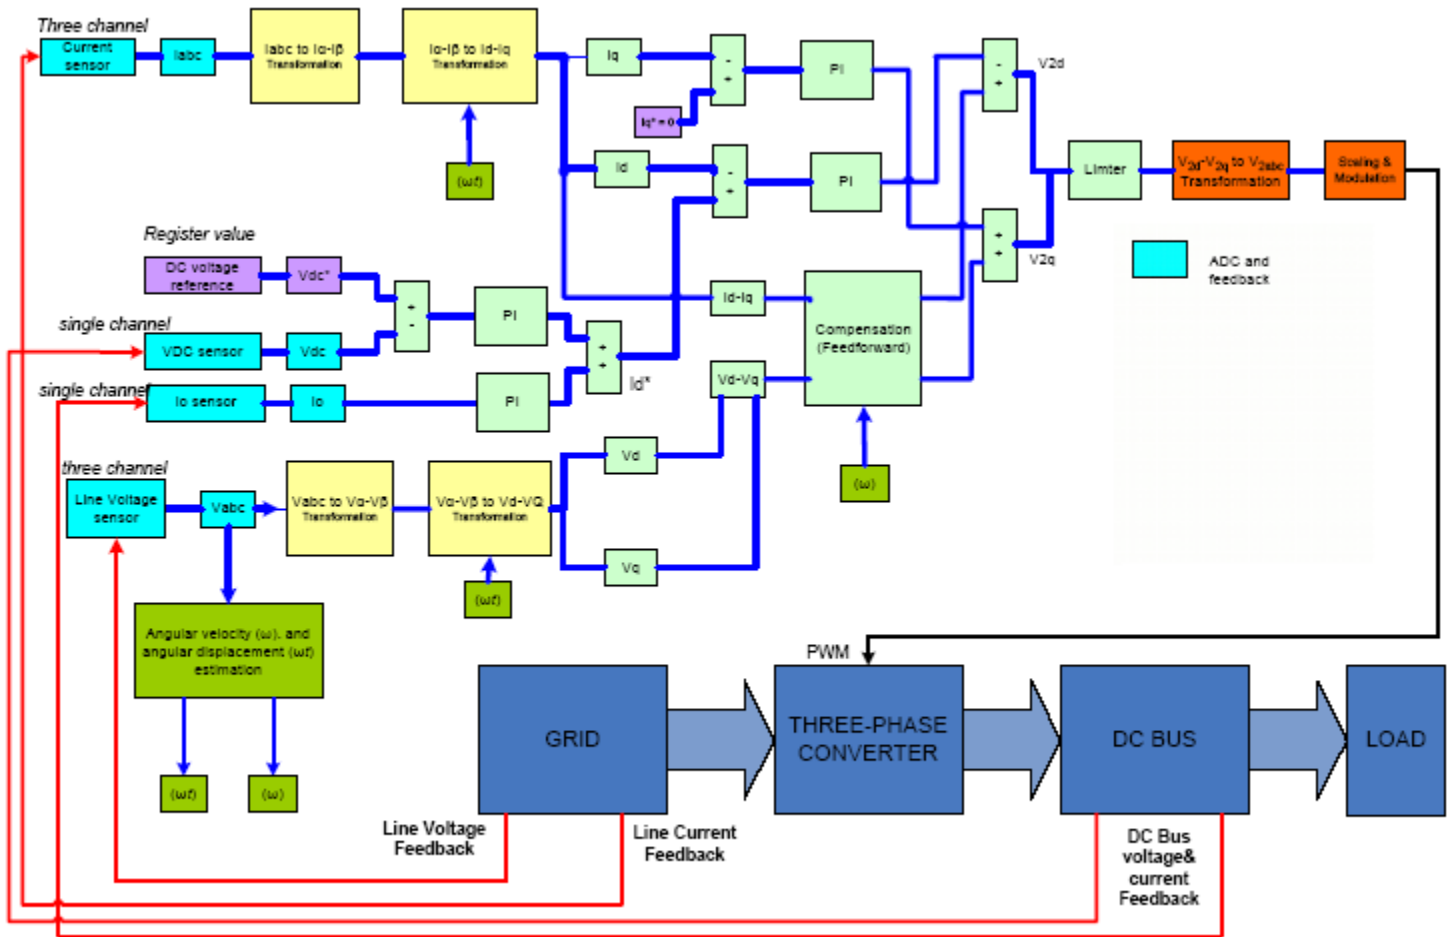 Three channel
Current
sensor
Iabc
Iabc to Iα-Iβ
Transformation
Iα-Iβ to Id-Iq
Transformation
(ωt)
Iq
Iq* = 0
-
+
PI
Id
-
+
PI
-
+
V2d
+
+
V2q
Limter
V2d-V2q to V2abc
Transformation
Scaling &
Modulation
ADC and
feedback
Register value
DC voltage
reference
Vdc*
single channel
VDC sensor
Vdc
+
-
PI
single channel
Io sensor
Io
PI
+
+
Id*
Id-Iq
Vd-Vq
Compensation
(Feedforward)
(ω)
three channel
Line Voltage
sensor
Vabc
Vabc to Vα-Vβ
Transformation
Vα-Vβ to Vd-VQ
Transformation
(ωt)
Vd
Vq
Angular velocity (ω). and
angular displacement (ωt)
estimation
(ωt)
(ω)
PWM
GRID
THREE-PHASE
CONVERTER
DC BUS
LOAD
Line Voltage
Feedback
Line Current
Feedback
DC Bus
voltage&
current
Feedback